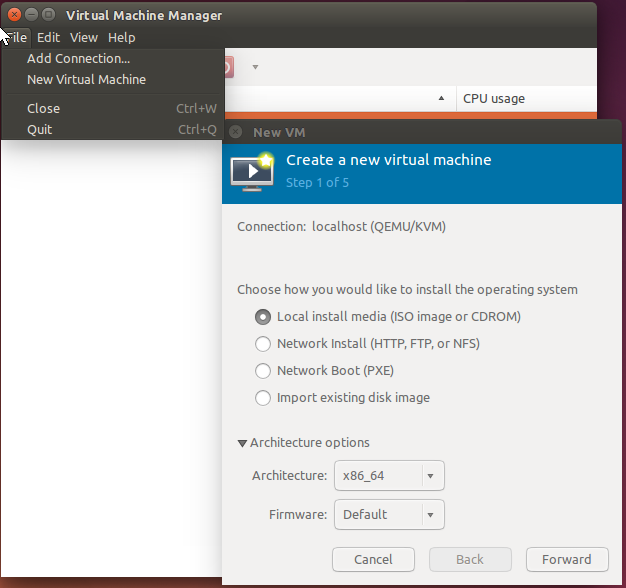 Virtual Machine Manager
File Edit View Help
Add Connection...
New Virtual Machine
Close Ctrl+W
Quit Ctrl+Q
CPU usage
New VM
Create a new virtual machine
Step 1 of 5
Connection: localhost (QEMU/KVM)
Choose how you would like to install the operating system
Local install media (ISO image or CDROM)
Network Install (HTTP, FTP, or NFS)
Network Boot (PXE)
Import existing disk image
Architecture options
Architecture: x86_64
Firmware: Default
Cancel Back Forward